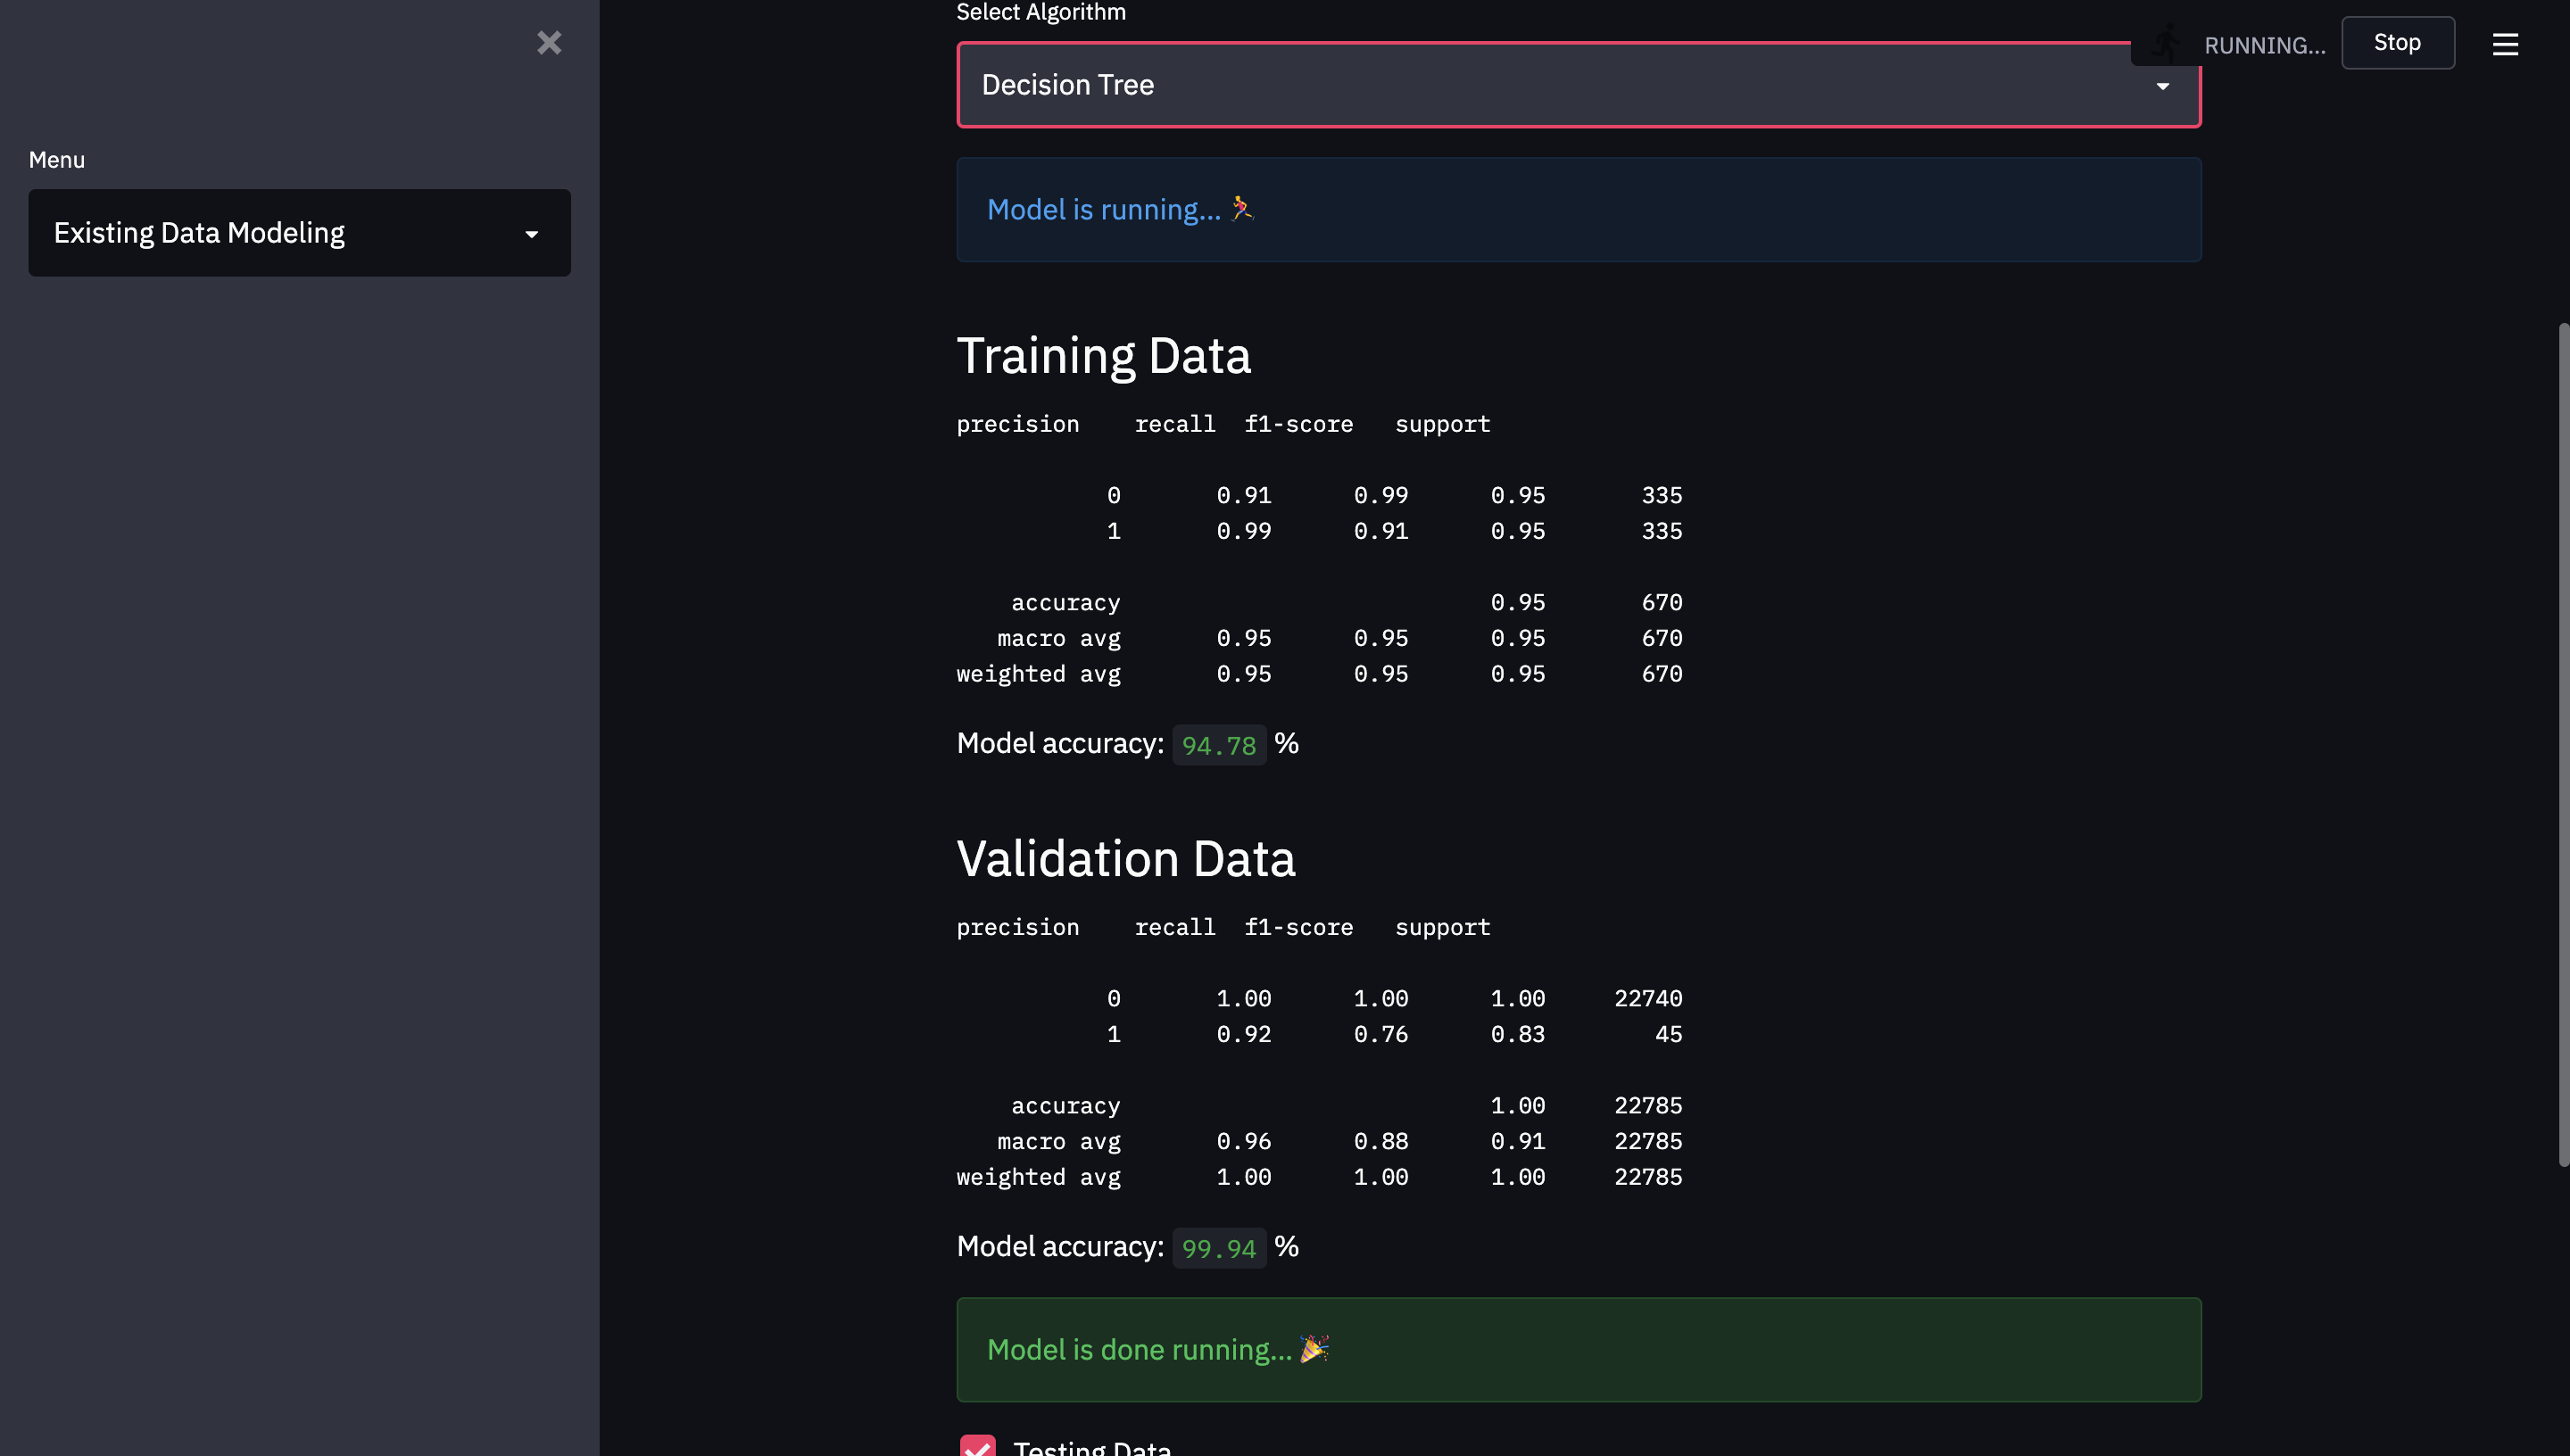 Select Algorithm
RUNNING...
Stop
Decision Tree
Menu
Model is running... 🏃
Existing Data Modeling
Training Data
precision    recall  f1-score   support
0       0.91      0.99      0.95       335
1       0.99      0.91      0.95       335
accuracy                           0.95       670
macro avg       0.95      0.95      0.95       670
weighted avg       0.95      0.95      0.95       670
Model accuracy: 94.78 %
Validation Data
precision    recall  f1-score   support
0       1.00      1.00      1.00     22740
1       0.92      0.76      0.83        45
accuracy                           1.00     22785
macro avg       0.96      0.88      0.91     22785
weighted avg       1.00      1.00      1.00     22785
Model accuracy: 99.94 %
Model is done running... 🎉
Testing Data